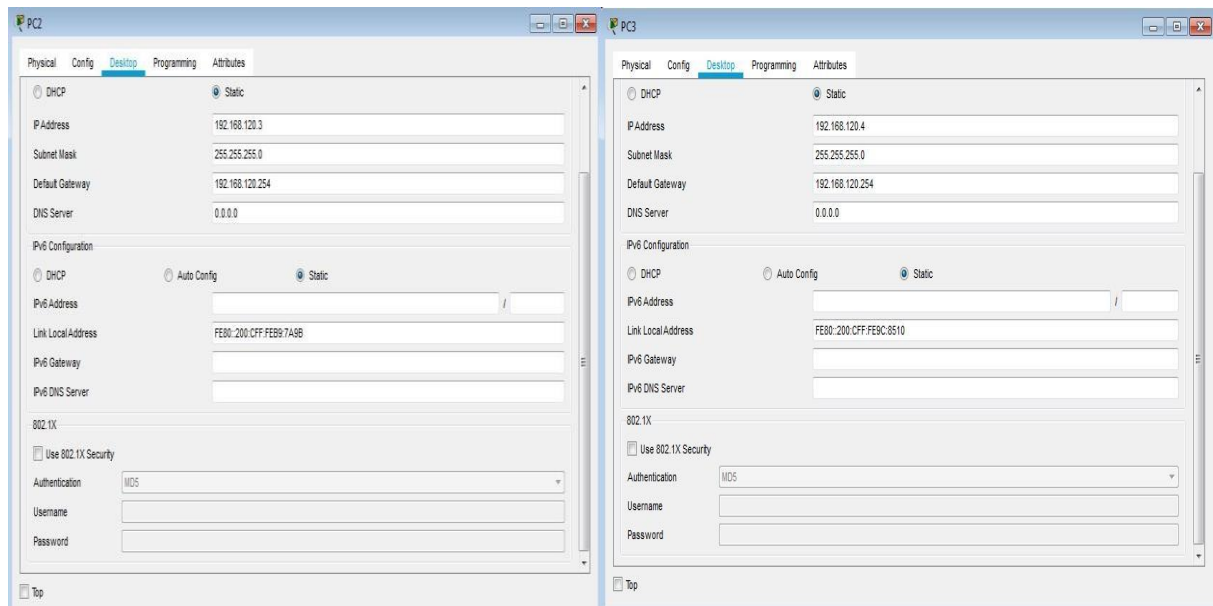 PC2
Physical Config Desktop Programming Attributes
DHCP Static
IP Address 192.168.120.3
Subnet Mask 255.255.255.0
Default Gateway 192.168.120.254
DNS Server 0.0.0.0
IPv6 Configuration
DHCP Auto Config Static
IPv6 Address /
Link Local Address FE80::200:CFF:FEB9:7A9B
IPv6 Gateway
IPv6 DNS Server
802.1X
Use 802.1X Security
Authentication MD5
Username
Password
Top
PC3
Physical Config Desktop Programming Attributes
DHCP Static
IP Address 192.168.120.4
Subnet Mask 255.255.255.0
Default Gateway 192.168.120.254
DNS Server 0.0.0.0
IPv6 Configuration
DHCP Auto Config Static
IPv6 Address /
Link Local Address FE80::200:CFF:FE9C:8510
IPv6 Gateway
IPv6 DNS Server
802.1X
Use 802.1X Security
Authentication MD5
Username
Password
Top